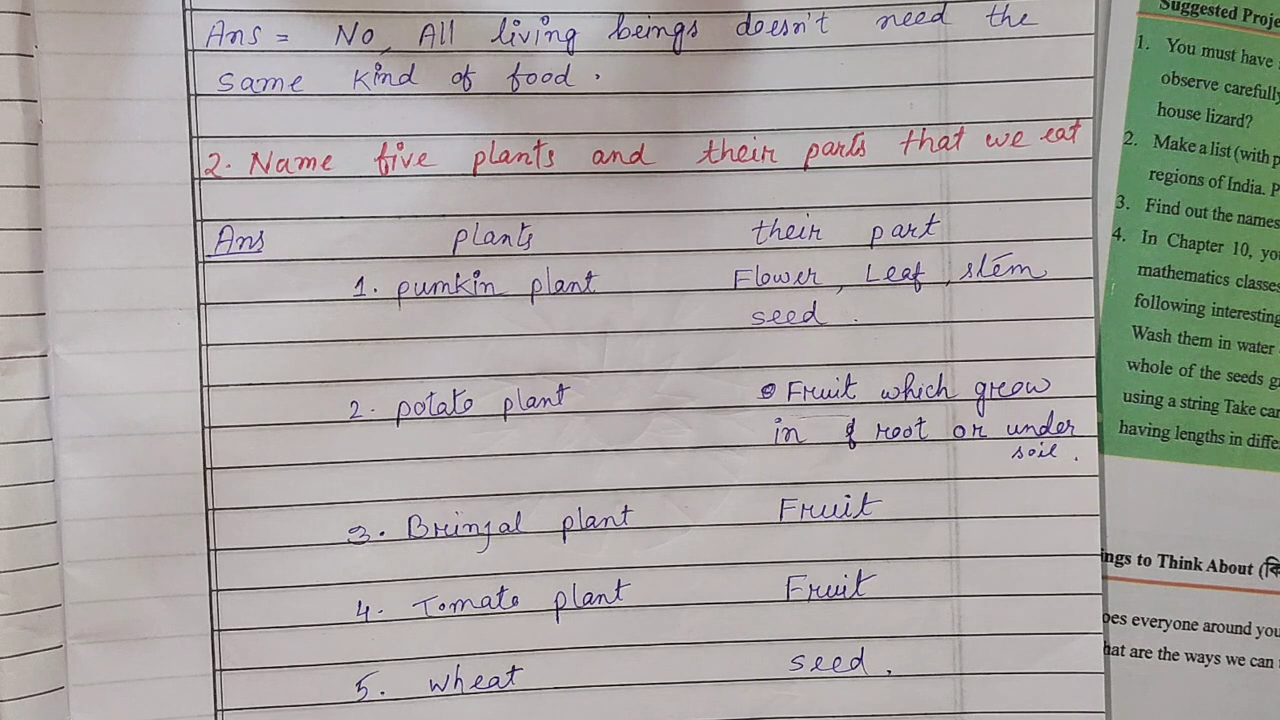 Ans = No, All living beings doesn't need the
same kind of food.
2. Name five plants and their parts that we eat
Ans plants their part
1. pumkin plant Flower, Leaf, stem
seed.
2. potato plant Fruit which grow
in root or under
soil.
3. Brinjal plant Fruit
4. Tomato plant Fruit
5. wheat seed.
Suggested Proje
1. You must have
observe carefully
house lizard?
2. Make a list (with p
regions of India. P
3. Find out the names
4. In Chapter 10, yo
mathematics classes
following interesting
Wash them in water
whole of the seeds g
using a string Take car
having lengths in diffe
ings to Think About (कि
oes everyone around you
hat are the ways we can